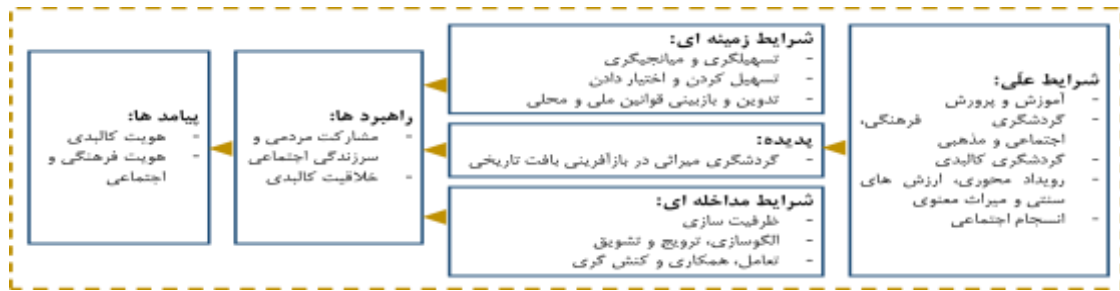 شرایط علّی:
- آموزش و پرورش
- گردشگری فرهنگی،
اجتماعی و مذهبی
- گردشگری کالبدی
- رویداد محوری، ارزش های
سنتی و میراث معنوی
- انسجام اجتماعی
شرایط زمینه ای:
- تسهیلگری و میانجیگری
- تسهیل کردن و اختیار دادن
- تدوین و بازبینی قوانین ملی و محلی
پدیده:
- گردشگری میراثی در بازآفرینی بافت تاریخی
شرایط مداخله ای:
- ظرفیت سازی
- الگوسازی، ترویج و تشویق
- تعامل، همکاری و کنش گری
راهبرد ها:
- مشارکت مردمی و
سرزندگی اجتماعی
- خلاقیت کالبدی
پیامد ها:
- هویت کالبدی
- هویت فرهنگی و
اجتماعی